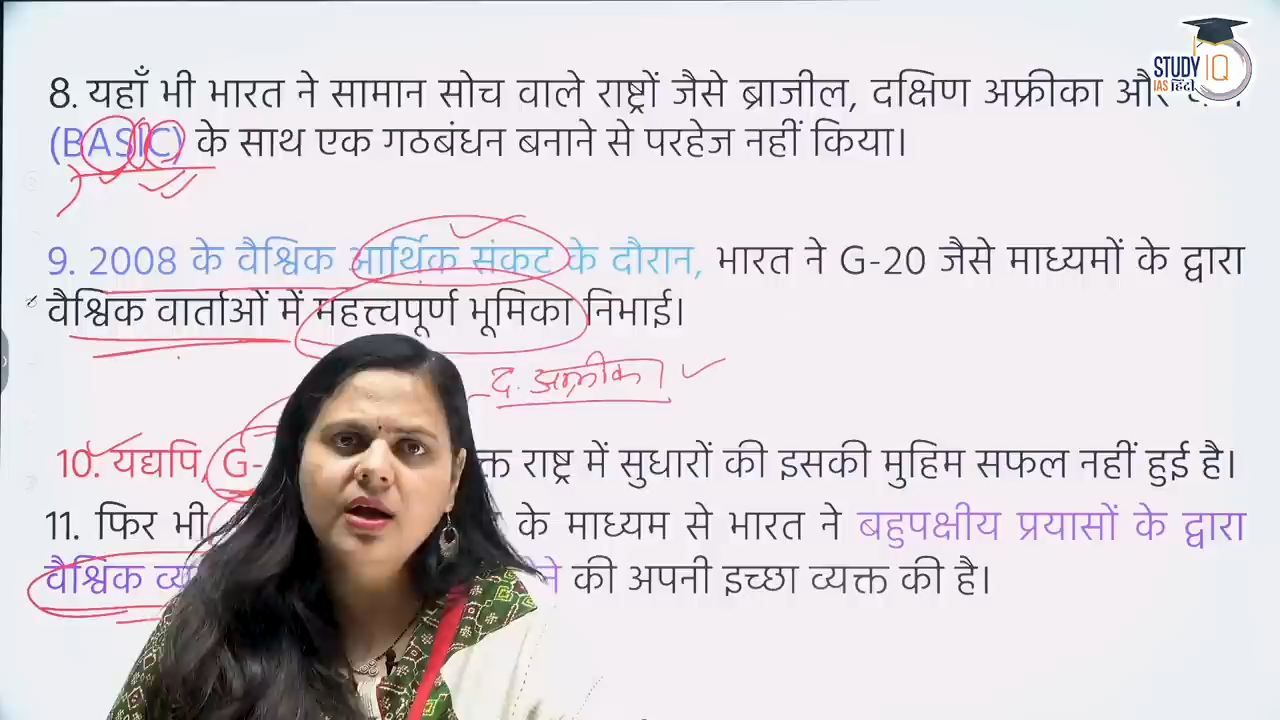 STUDY IQ
IAS हिंदी
8. यहाँ भी भारत ने सामान सोच वाले राष्ट्रों जैसे ब्राजील, दक्षिण अफ्रीका और
(BASIC) के साथ एक गठबंधन बनाने से परहेज नहीं किया।
9. 2008 के वैश्विक आर्थिक संकट के दौरान, भारत ने G-20 जैसे माध्यमों के द्वारा
वैश्विक वार्ताओं में महत्त्वपूर्ण भूमिका निभाई।
द. अफ्रीका
10. यद्यपि, G- राष्ट्र में सुधारों की इसकी मुहिम सफल नहीं हुई है।
11. फिर भी के माध्यम से भारत ने बहुपक्षीय प्रयासों के द्वारा
वैश्विक की अपनी इच्छा व्यक्त की है।